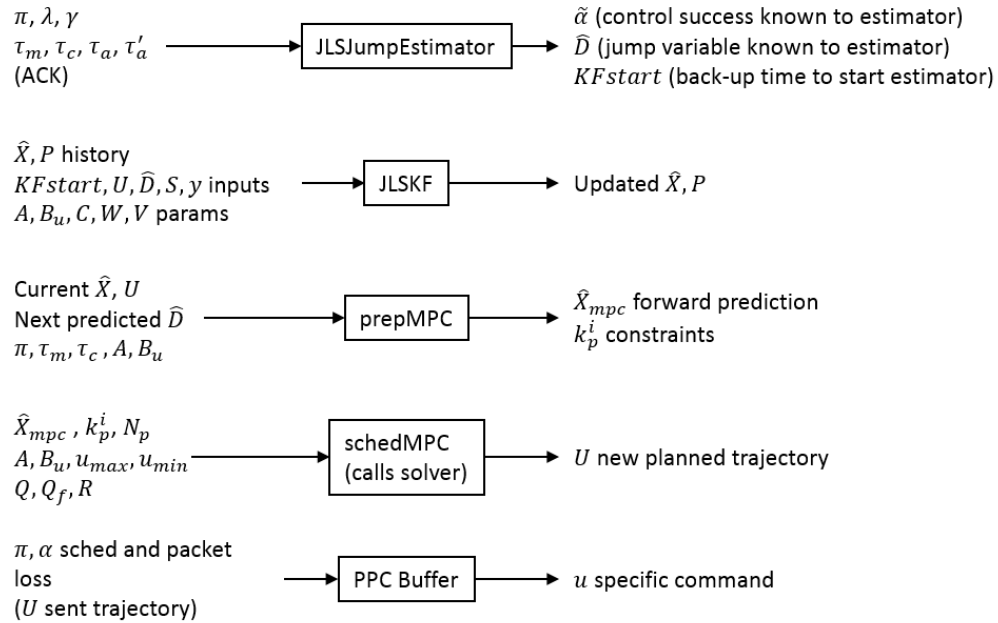 π, λ, γ
τ_m, τ_c, τ_a, τ′_a
(ACK)
JLSJumpEstimator
α̃ (control success known to estimator)
D̂ (jump variable known to estimator)
KFstart (back-up time to start estimator)
X̂, P history
KFstart, U, D̂, S, y inputs
A, B_u, C, W, V params
JLSKF
Updated X̂, P
Current X̂, U
Next predicted D̂
π, τ_m, τ_c , A, B_u
prepMPC
X̂_mpc forward prediction
k_p^i constraints
X̂_mpc , k_p^i, N_p
A, B_u, u_max, u_min
Q, Q_f, R
schedMPC
(calls solver)
U new planned trajectory
π, α sched and packet
loss
(U sent trajectory)
PPC Buffer
u specific command